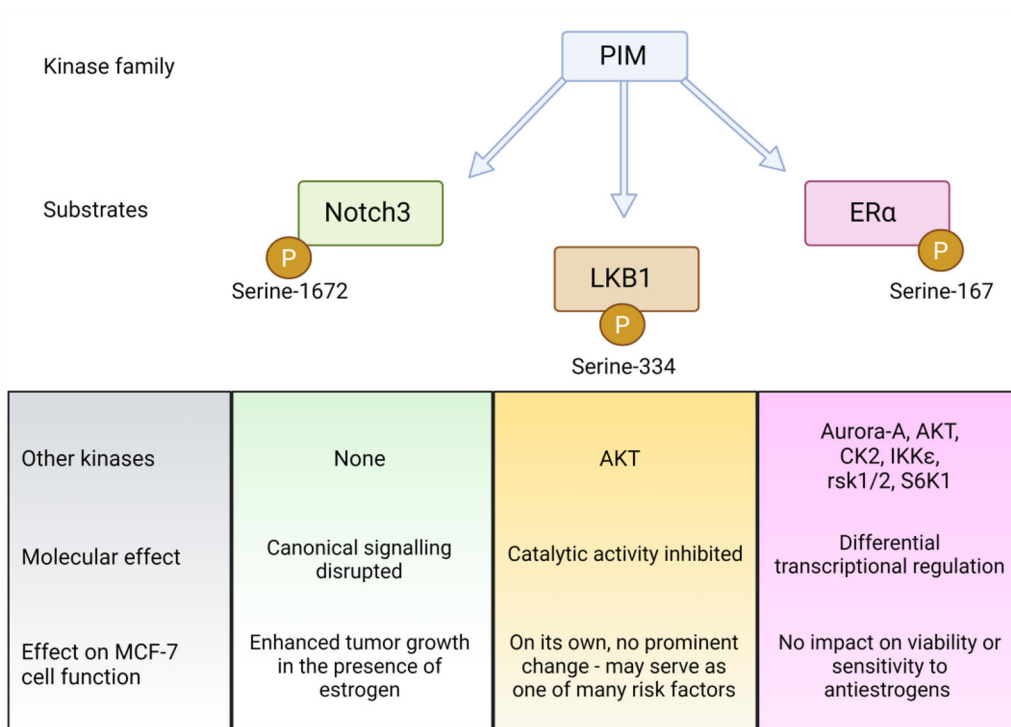 Kinase family
PIM
Substrates
Notch3
P
Serine-1672
LKB1
P
Serine-334
ERα
P
Serine-167
Other kinases
None
AKT
Aurora-A, AKT,
CK2, IKKε,
rsk1/2, S6K1
Molecular effect
Canonical signalling
disrupted
Catalytic activity inhibited
Differential
transcriptional regulation
Effect on MCF-7
cell function
Enhanced tumor growth
in the presence of
estrogen
On its own, no prominent
change - may serve as
one of many risk factors
No impact on viability or
sensitivity to
antiestrogens